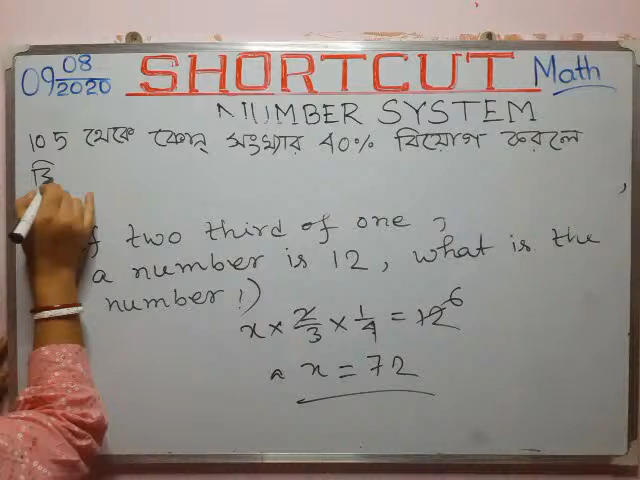 09 08/2020 SHORTCUT Math
NUMBER SYSTEM
105 থেকে কোন্ সংখ্যার 40% বিয়োগ করলে
two third of one,
a number is 12, what is the
number?)
x × 2/3 × 1/4 = 12 6
x = 72